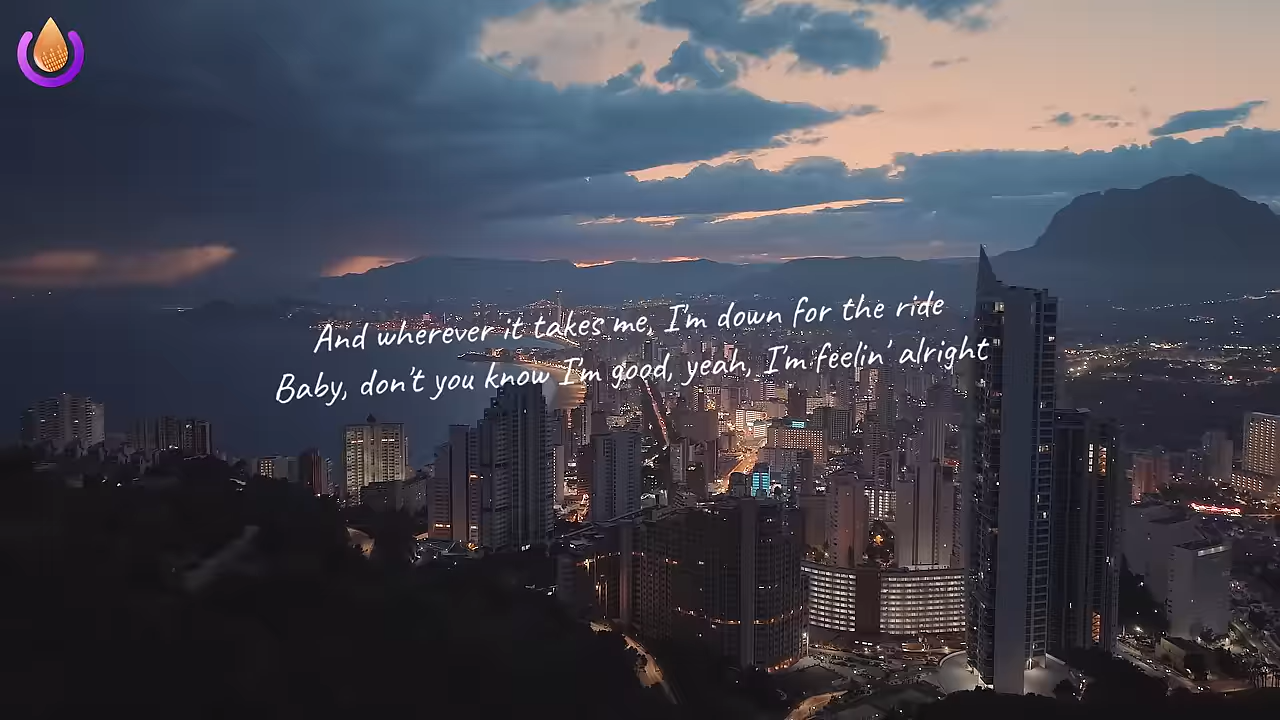 And wherever it takes me, I'm down for the ride
Baby, don't you know I'm good, yeah, I'm feelin' alright